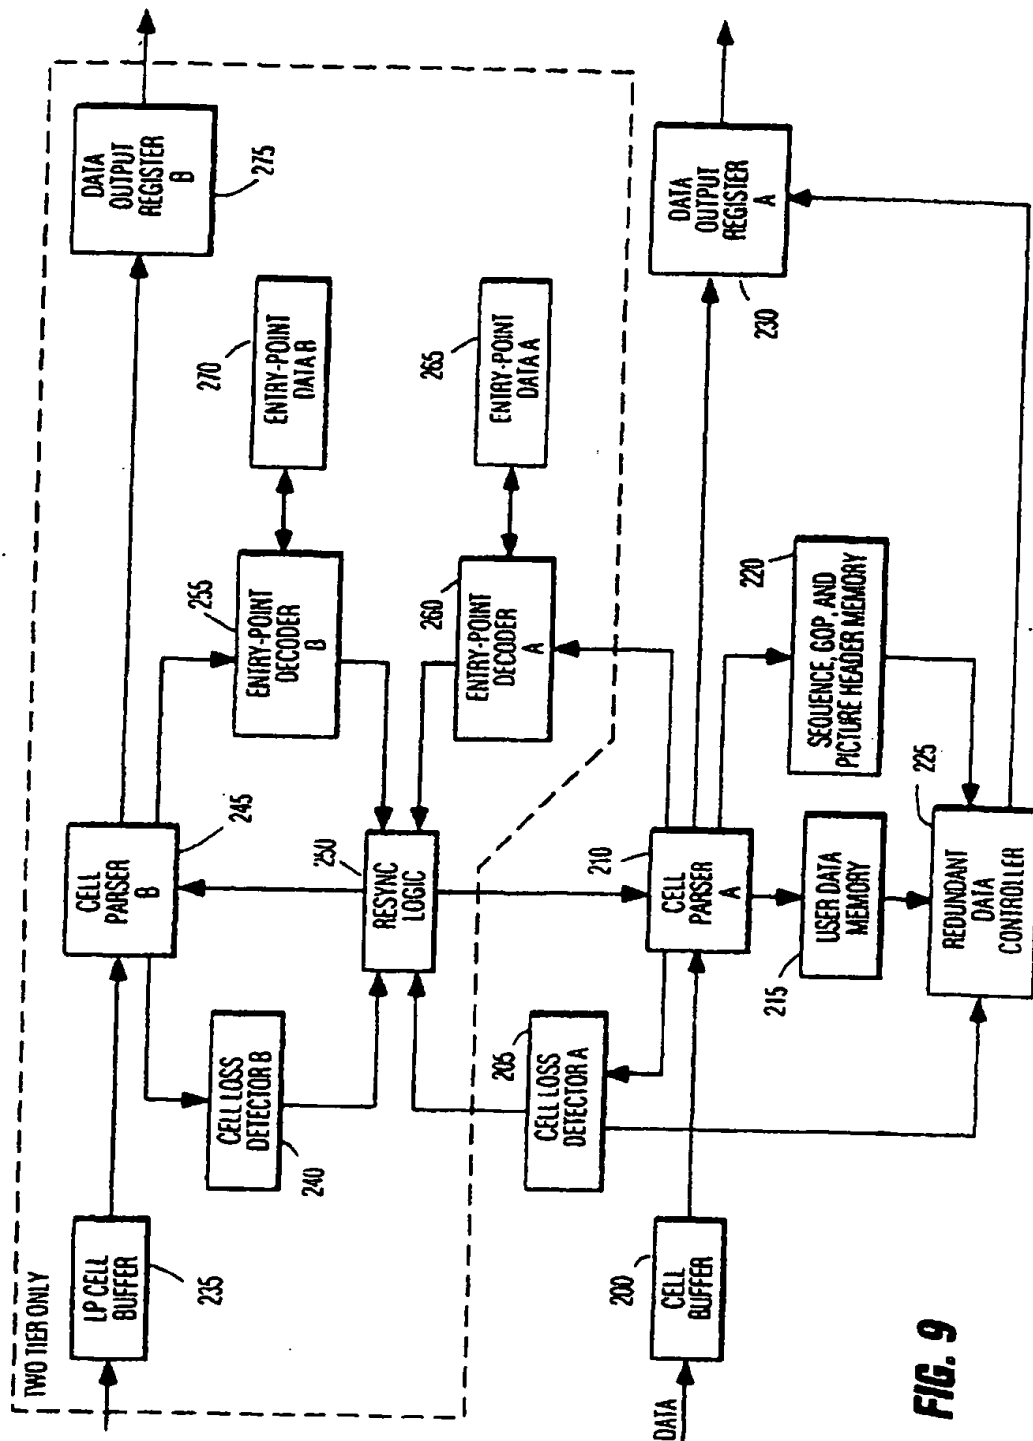 TWO TIER ONLY
LP CELL
BUFFER
235
CELL LOSS
DETECTOR B
240
CELL
PARSER
B
245
RESYNC
LOGIC
250
ENTRY-POINT
DECODER
B
255
ENTRY-POINT
DATA B
270
DATA
OUTPUT
REGISTER
B
275
ENTRY-POINT
DECODER
A
260
ENTRY-POINT
DATA A
265
DATA
CELL
BUFFER
200
CELL LOSS
DETECTOR A
205
CELL
PARSER
A
210
USER DATA
MEMORY
215
SEQUENCE, GOP, AND
PICTURE HEADER MEMORY
220
REDUNDANT
DATA
CONTROLLER
225
DATA
OUTPUT
REGISTER
A
230
FIG. 9